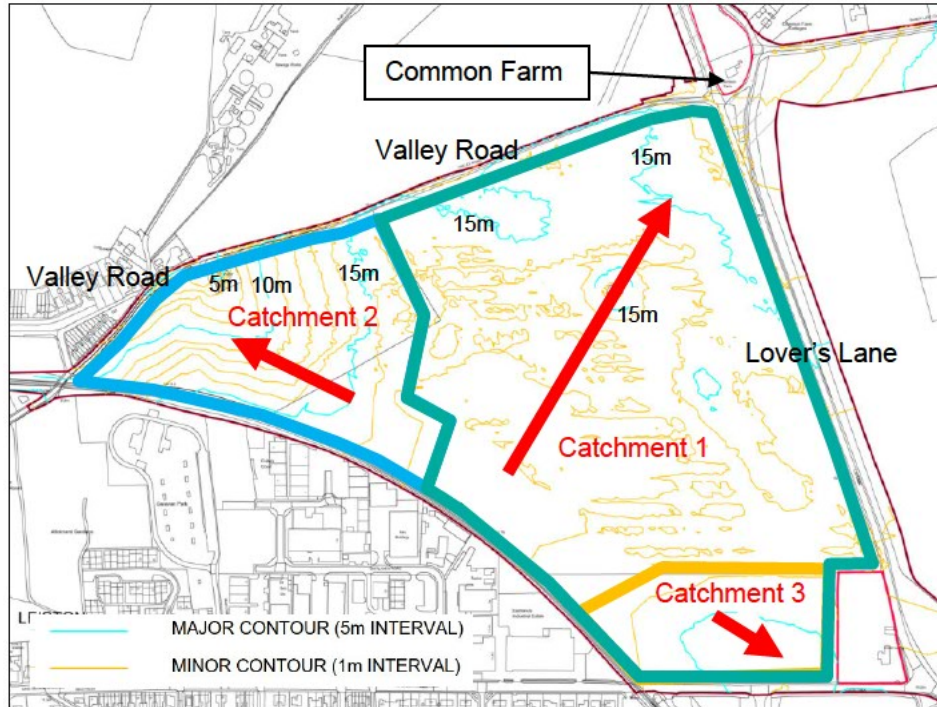 Common Farm
Valley Road
15m
15m
Valley Road
5m
10m
15m
Catchment 2
15m
Lover's Lane
Catchment 1
Catchment 3
MAJOR CONTOUR (5m INTERVAL)
MINOR CONTOUR (1m INTERVAL)